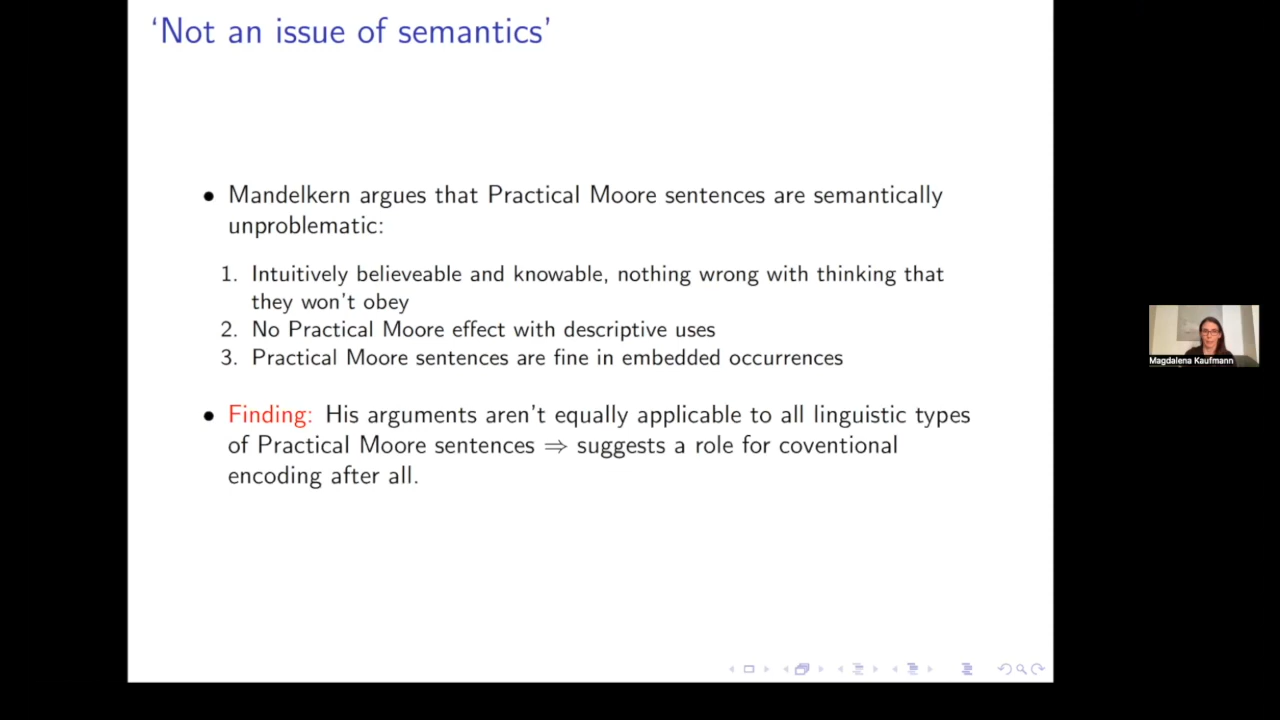 ‘Not an issue of semantics’
• Mandelkern argues that Practical Moore sentences are semantically
unproblematic:
1. Intuitively believeable and knowable, nothing wrong with thinking that
they won't obey
2. No Practical Moore effect with descriptive uses
3. Practical Moore sentences are fine in embedded occurrences
• Finding: His arguments aren't equally applicable to all linguistic types
of Practical Moore sentences ⇒ suggests a role for coventional
encoding after all.
Magdalena Kaufmann